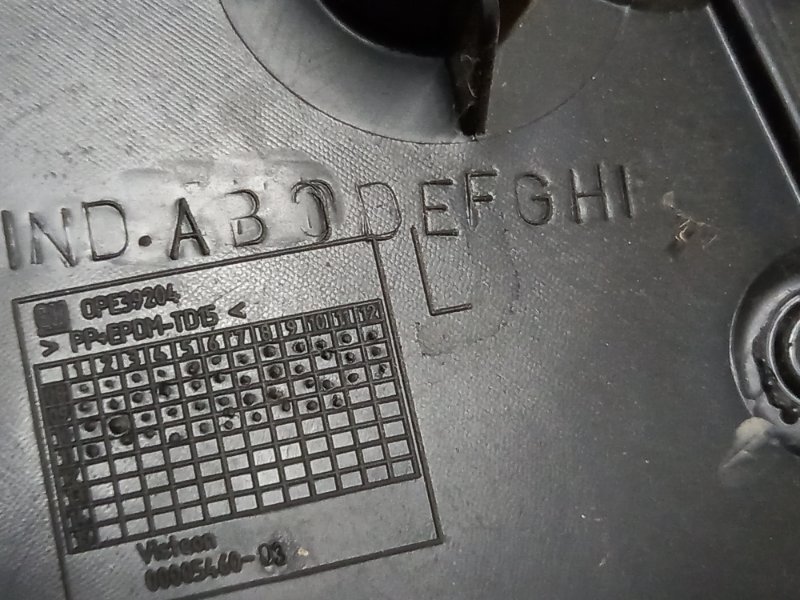 IND. A B C D E F G H I
L
GM OPE39204
> PP+EPDM-TD15 <
1 2 3 4 5 6 7 8 9 10 11 12
Visteon
00005460-03